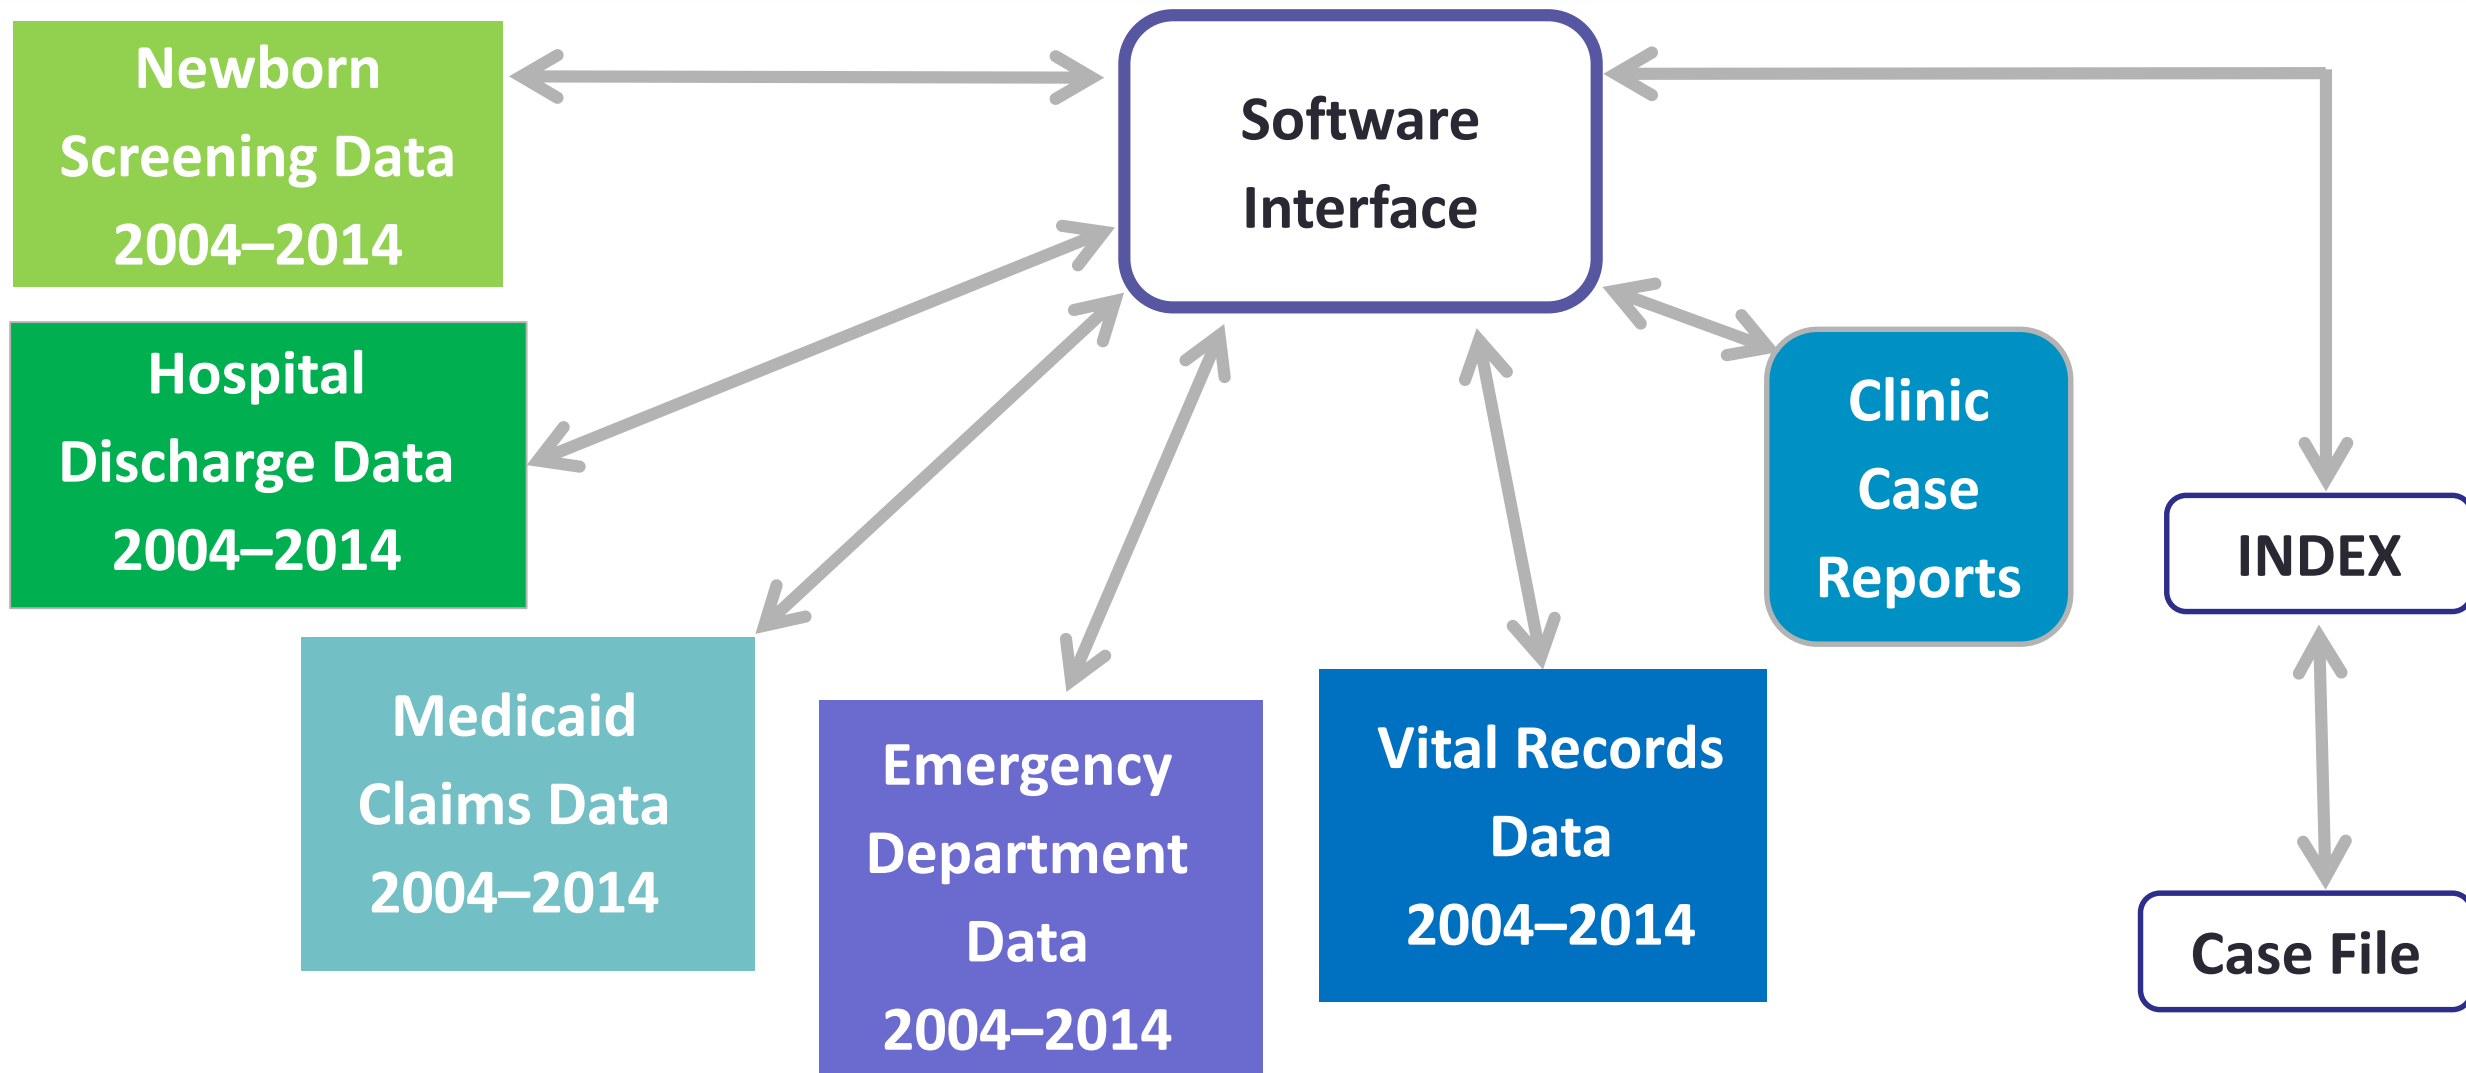 Newborn
Screening Data
2004–2014
Software
Interface
Hospital
Discharge Data
2004–2014
Clinic
Case
Reports
INDEX
Medicaid
Claims Data
2004–2014
Emergency
Department
Data
2004–2014
Vital Records
Data
2004–2014
Case File